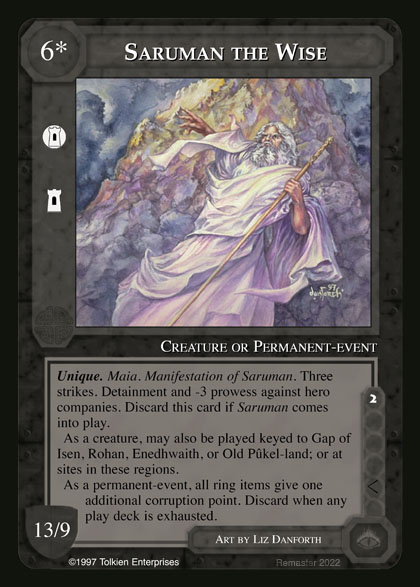 6*
SARUMAN THE WISE
danforth 97
CREATURE OR PERMANENT-EVENT
Unique. Maia. Manifestation of Saruman. Three
strikes. Detainment and -3 prowess against hero
companies. Discard this card if Saruman comes
into play.
As a creature, may also be played keyed to Gap of
Isen, Rohan, Enedhwaith, or Old Pûkel-land; or at
sites in these regions.
As a permanent-event, all ring items give one
additional corruption point. Discard when any
play deck is exhausted.
2
13/9
ART BY LIZ DANFORTH
©1997 Tolkien Enterprises
Remaster 2022